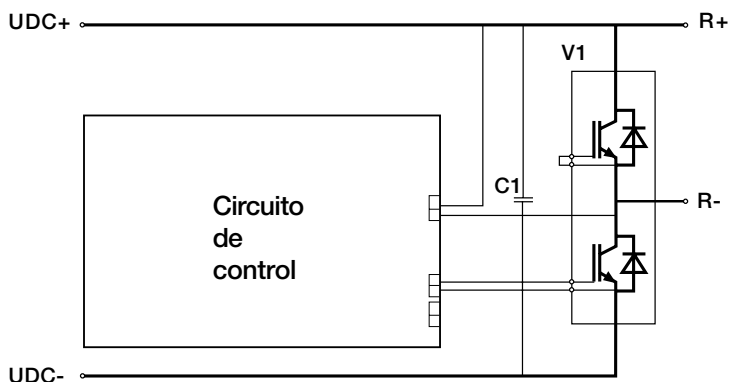 UDC+
R+
V1
C1
Circuito
de
control
R-
UDC-